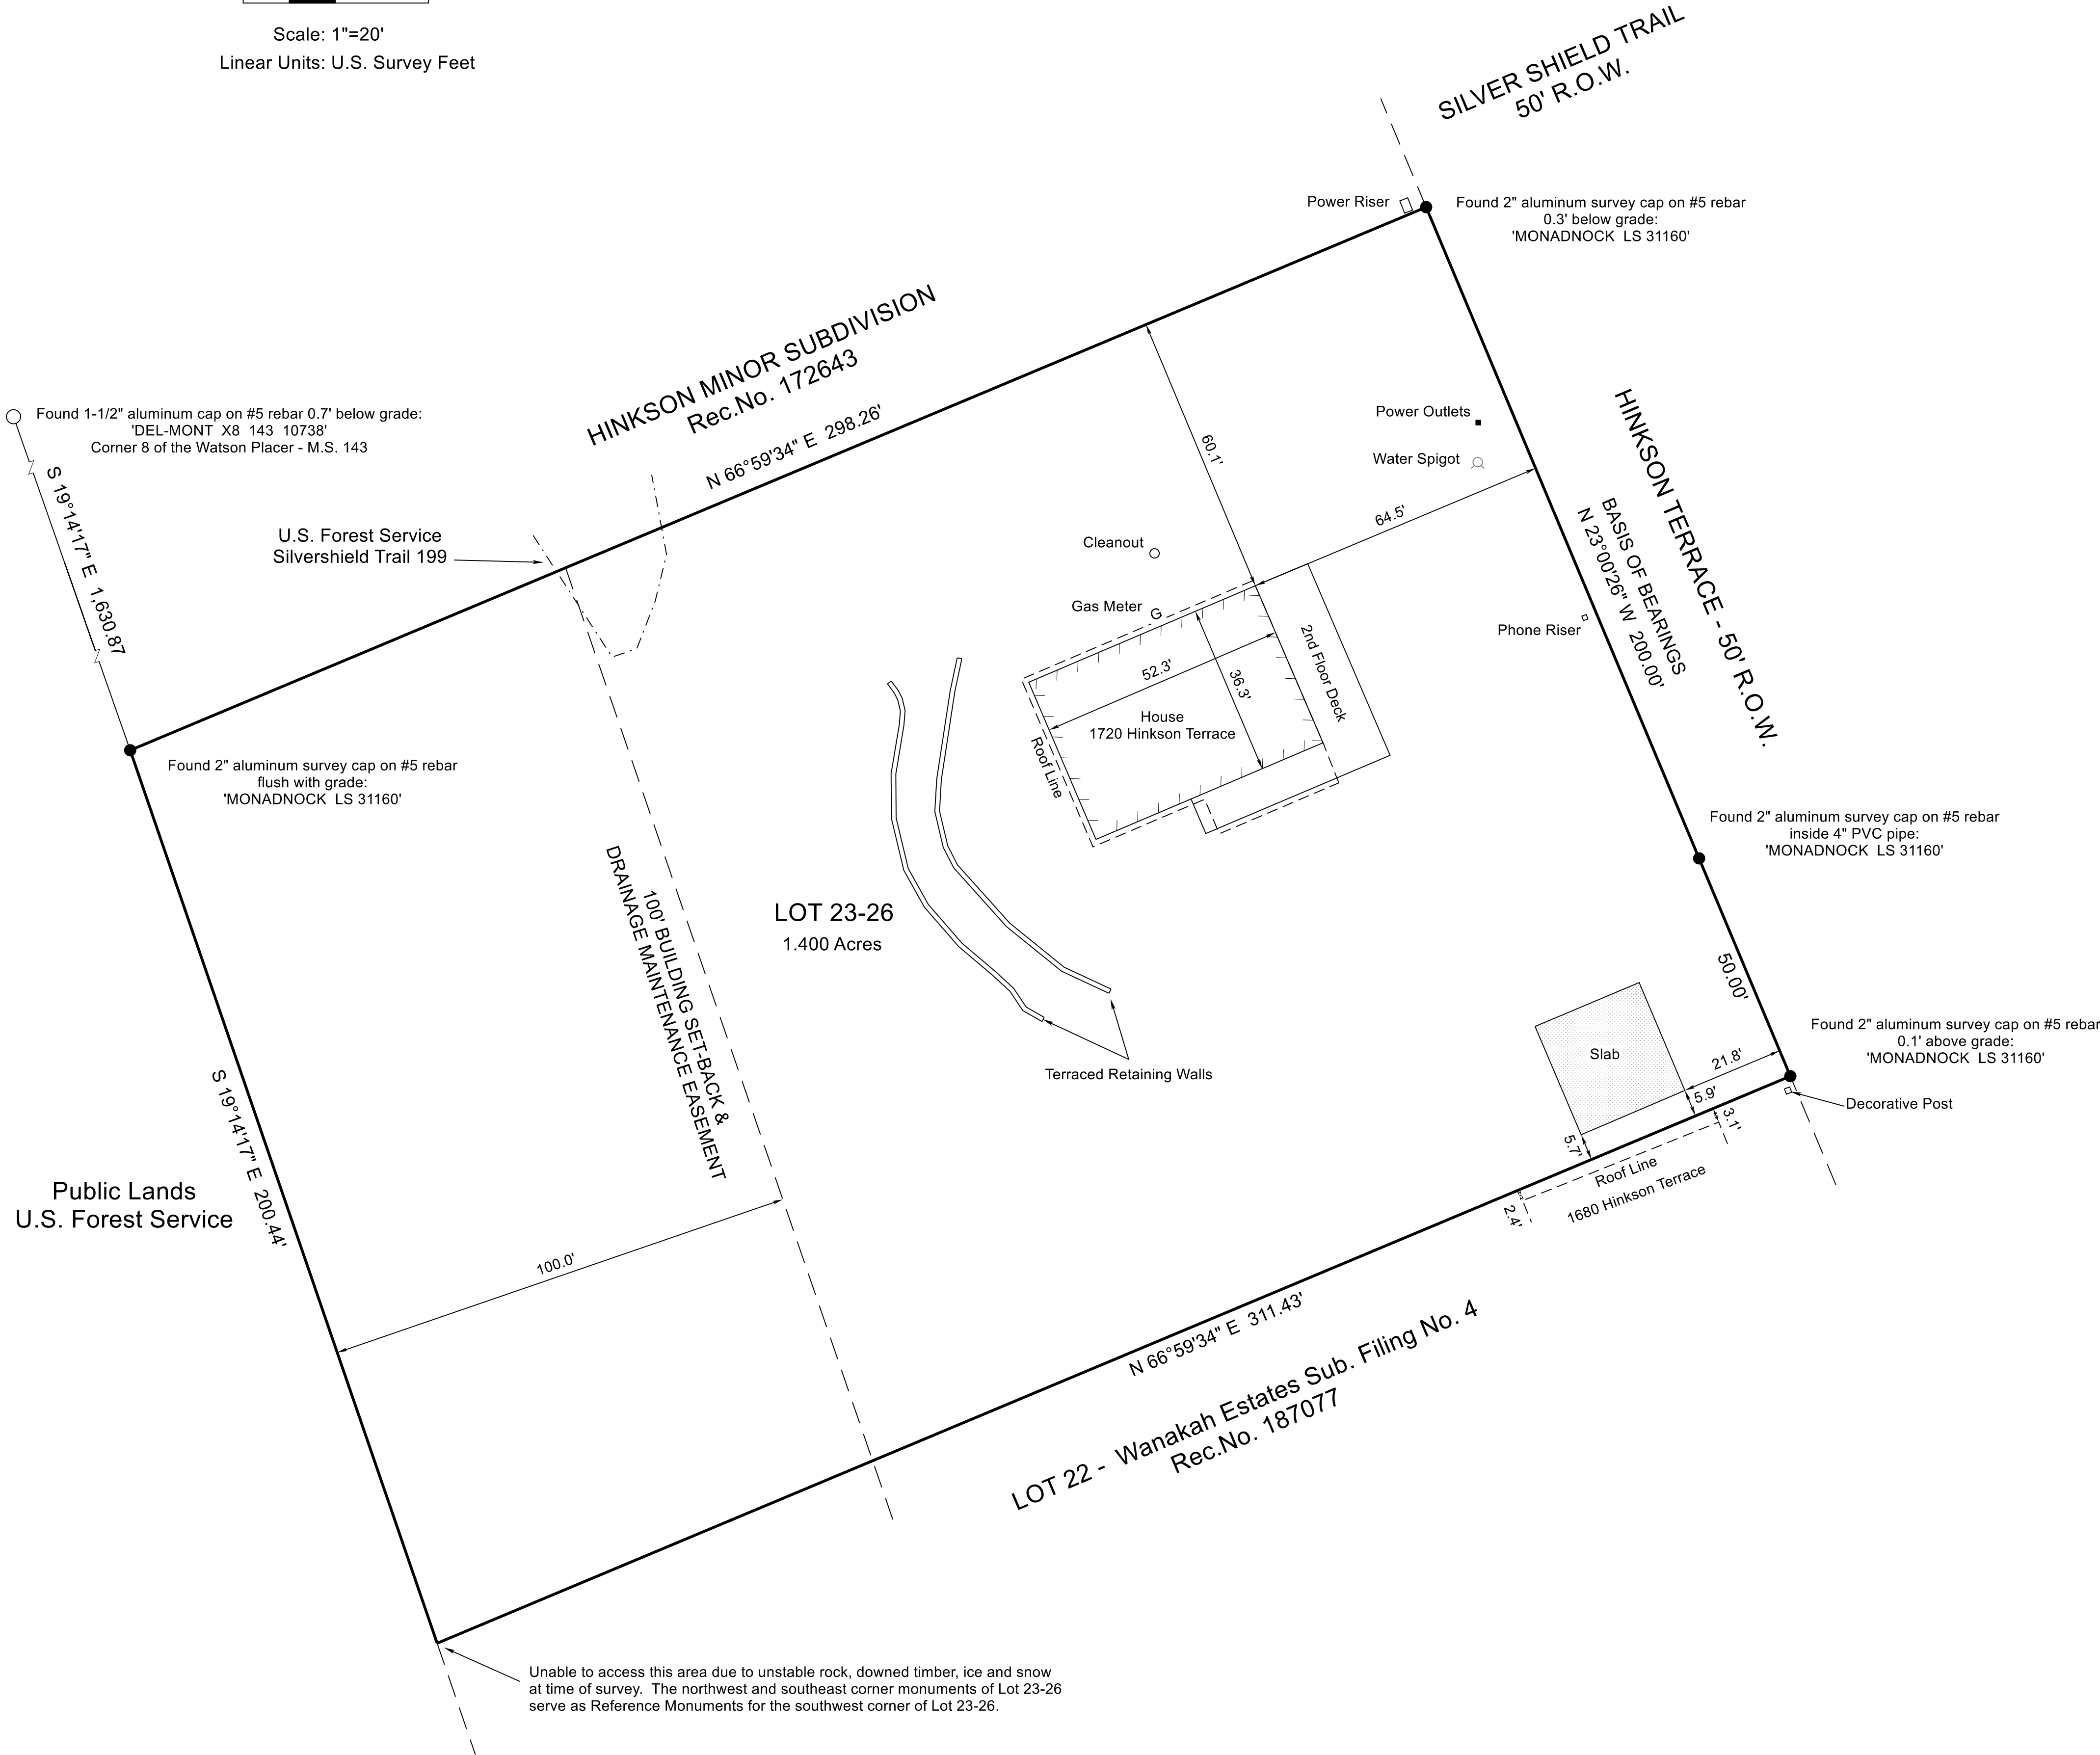 Scale: 1"=20'
Linear Units: U.S. Survey Feet
SILVER SHIELD TRAIL
50' R.O.W.
Power Riser
Found 2" aluminum survey cap on #5 rebar
0.3' below grade:
'MONADNOCK  LS 31160'
HINKSON MINOR SUBDIVISION
Rec.No. 172643
N 66°59'34" E  298.26'
Found 1-1/2" aluminum cap on #5 rebar 0.7' below grade:
'DEL-MONT  X8  143  10738'
Corner 8 of the Watson Placer - M.S. 143
S 19°14'17" E  1,630.87
U.S. Forest Service
Silvershield Trail 199
60.1'
Power Outlets
Water Spigot
64.5'
HINKSON TERRACE - 50' R.O.W.
BASIS OF BEARINGS
N 23°00'26" W  200.00'
Cleanout
Gas Meter
G
Phone Riser
2nd Floor Deck
52.3'
36.3'
House
1720 Hinkson Terrace
Roof Line
Found 2" aluminum survey cap on #5 rebar
flush with grade:
'MONADNOCK  LS 31160'
Found 2" aluminum survey cap on #5 rebar
inside 4" PVC pipe:
'MONADNOCK  LS 31160'
100' BUILDING SET-BACK &
DRAINAGE MAINTENANCE EASEMENT
LOT 23-26
1.400 Acres
50.00'
Found 2" aluminum survey cap on #5 rebar
0.1' above grade:
'MONADNOCK  LS 31160'
Slab
21.8'
5.9'
3.1'
Decorative Post
Terraced Retaining Walls
5.7'
Roof Line
1680 Hinkson Terrace
2.4'
S 19°14'17" E  200.44'
Public Lands
U.S. Forest Service
100.0'
N 66°59'34" E  311.43'
LOT 22 -  Wanakah Estates Sub. Filing No. 4
Rec.No. 187077
Unable to access this area due to unstable rock, downed timber, ice and snow
at time of survey.  The northwest and southeast corner monuments of Lot 23-26
serve as Reference Monuments for the southwest corner of Lot 23-26.